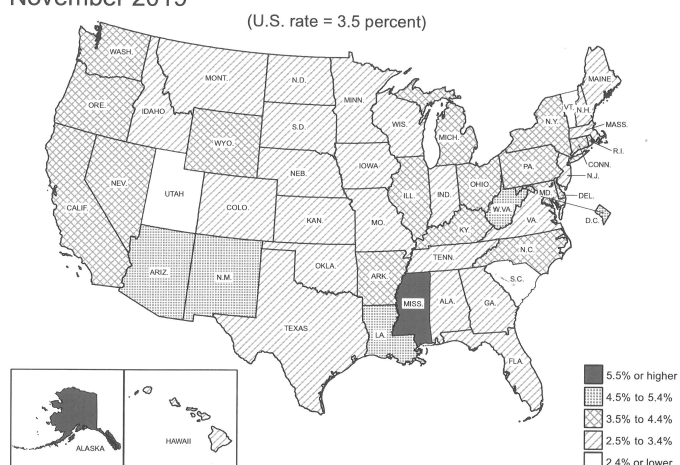 November 2019
(U.S. rate = 3.5 percent)
WASH.
MONT.
N.D.
MINN.
MAINE
ORE.
IDAHO
S.D.
WIS.
MICH.
N.Y.
VT.
N.H.
MASS.
R.I.
CONN.
WYO.
NEB.
IOWA
PA.
N.J.
NEV.
UTAH
COLO.
ILL.
IND.
OHIO
MD.
DEL.
CALIF.
KAN.
MO.
W.VA.
VA.
D.C.
KY.
ARIZ.
N.M.
OKLA.
ARK.
TENN.
N.C.
S.C.
TEXAS
LA.
MISS.
ALA.
GA.
FLA.
ALASKA
HAWAII
5.5% or higher
4.5% to 5.4%
3.5% to 4.4%
2.5% to 3.4%
2.4% or lower